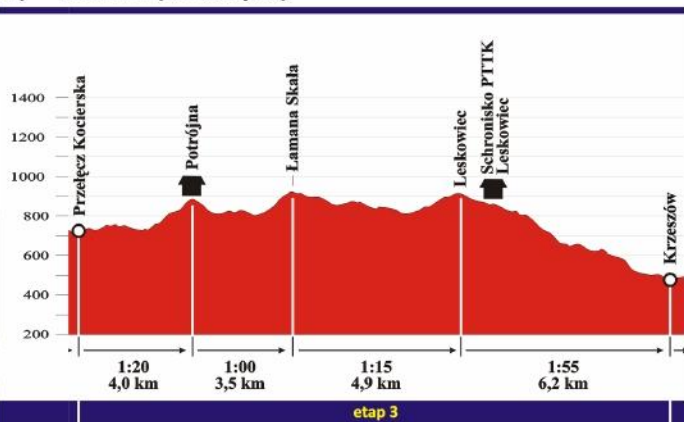 1400
1200
1000
800
600
400
200
Przełęcz Kocierska
Potrójna
Łamana Skała
Leskowiec
Schronisko PTTK
Leskowiec
Krzeszów
1:20
4,0 km
1:00
3,5 km
1:15
4,9 km
1:55
6,2 km
etap 3